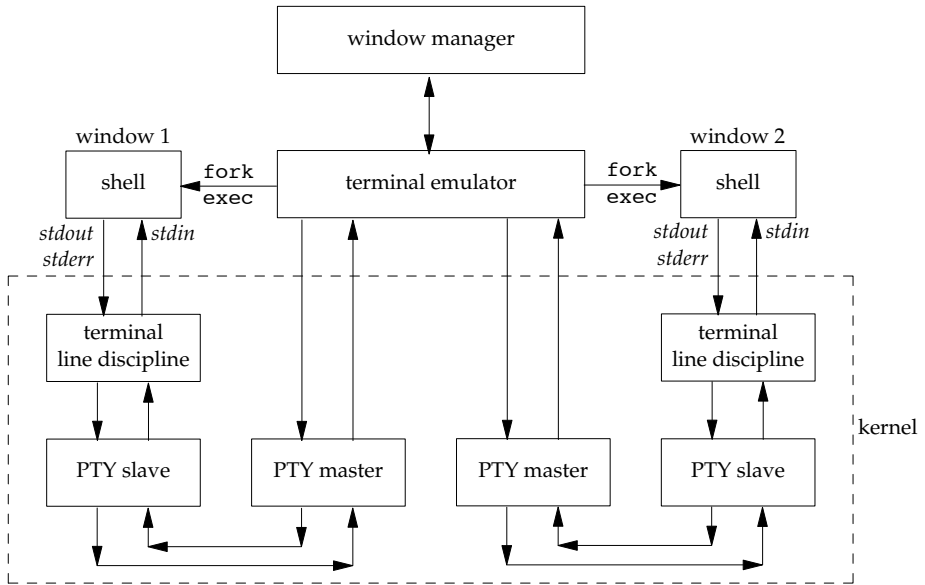 window manager
window 1
window 2
shell
fork
exec
terminal emulator
fork
exec
shell
stdout
stderr
stdin
stdout
stderr
stdin
terminal
line discipline
terminal
line discipline
kernel
PTY slave
PTY master
PTY master
PTY slave